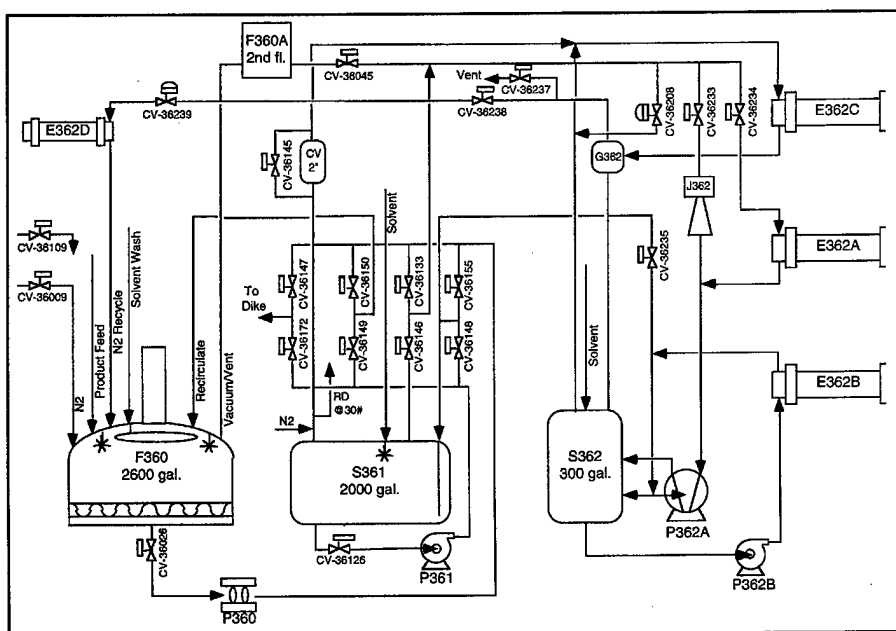 F360A
2nd fl.
CV-36045
Vent
CV-36237
CV-36239
CV-36238
CV-36208
CV-36233
CV-36234
E362C
E362D
CV-36145
CV
2"
G362
J362
Solvent
CV-36109
CV-36009
Solvent Wash
CV-36147
CV-36150
CV-36133
CV-36155
CV-36235
E362A
To
Dike
N2
Product Feed
N2 Recycle
Recirculate
Vacuum/Vent
CV-36172
CV-36149
CV-36146
CV-36148
Solvent
E362B
RD
@30#
N2
F360
2600 gal.
S361
2000 gal.
S362
300 gal.
P362A
CV-36626
CV-36126
P361
P362B
P360